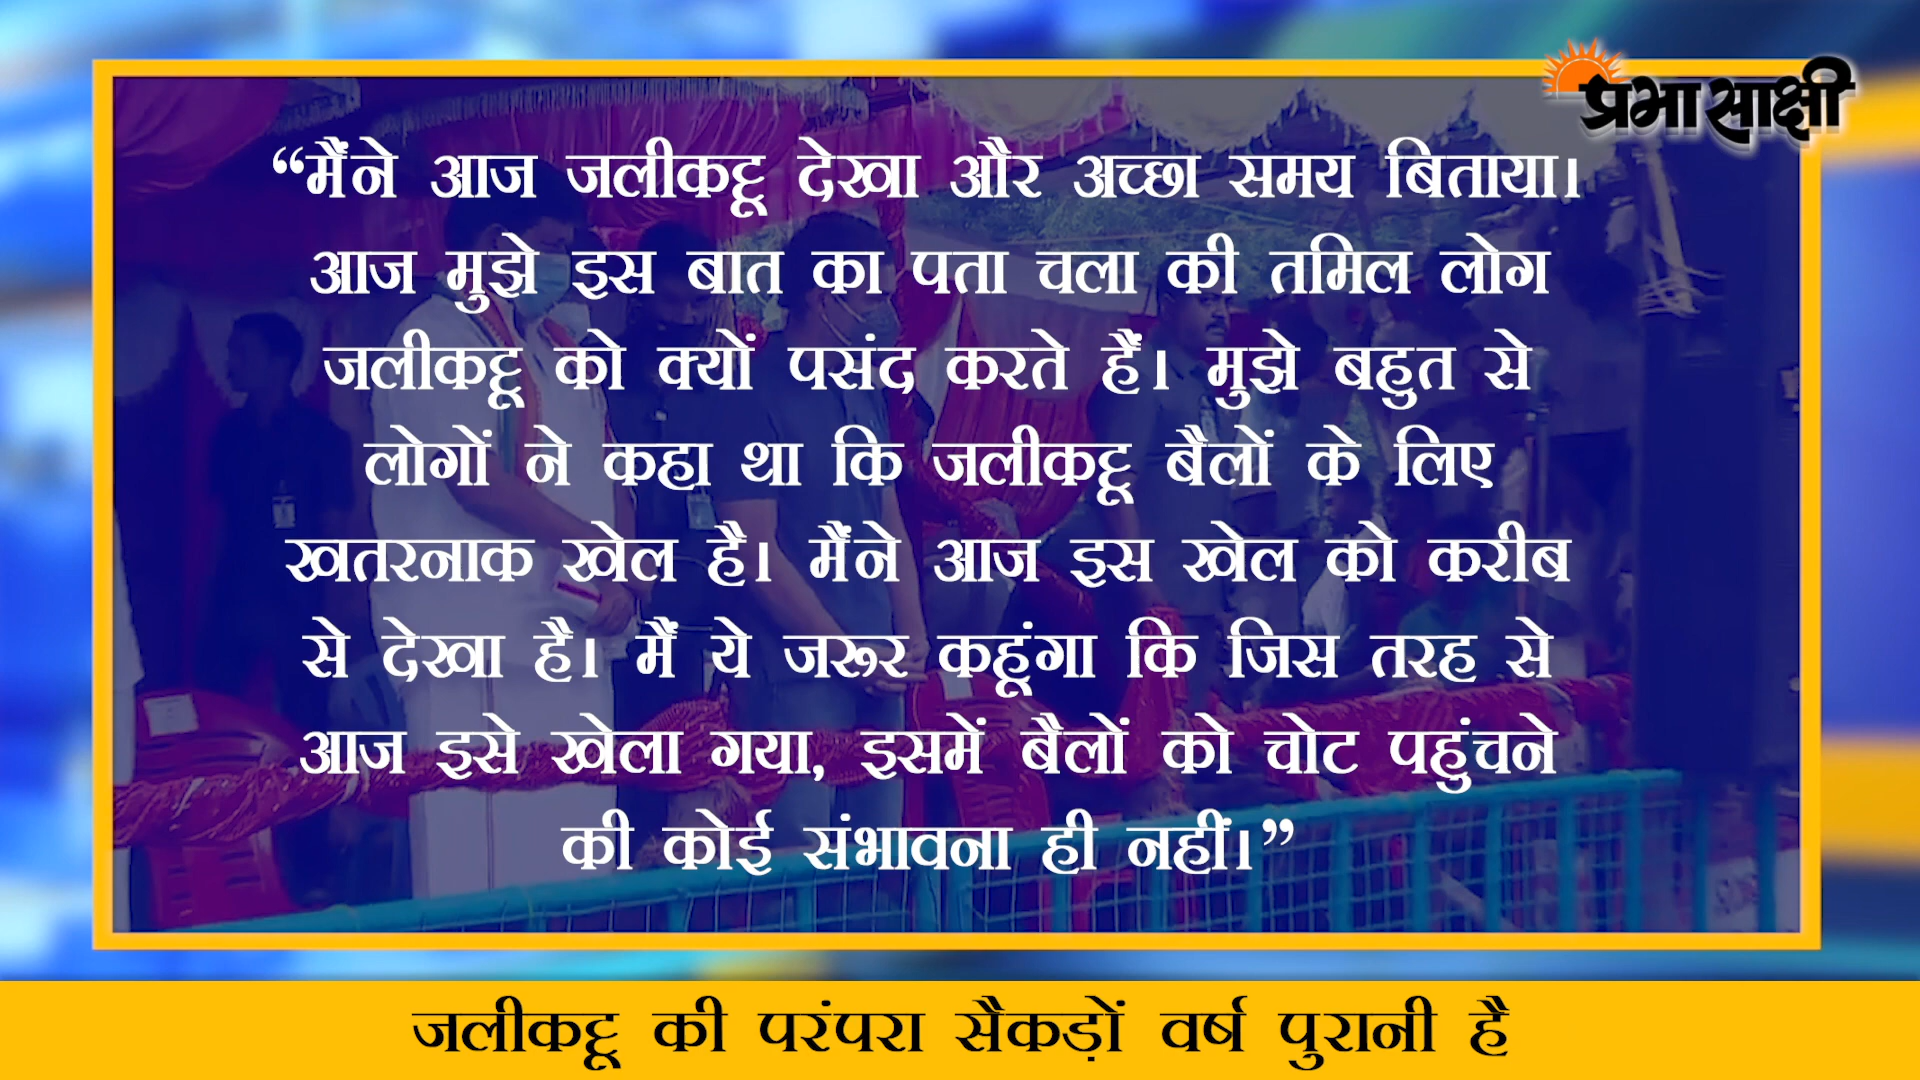 प्रभासाक्षी
“मैंने आज जलीकट्टू देखा और अच्छा समय बिताया।
आज मुझे इस बात का पता चला की तमिल लोग
जलीकट्टू को क्यों पसंद करते हैं। मुझे बहुत से
लोगों ने कहा था कि जलीकट्टू बैलों के लिए
खतरनाक खेल है। मैंने आज इस खेल को करीब
से देखा है। मैं ये जरूर कहूंगा कि जिस तरह से
आज इसे खेला गया, इसमें बैलों को चोट पहुंचने
की कोई संभावना ही नहीं।”
जलीकट्टू की परंपरा सैकड़ों वर्ष पुरानी है